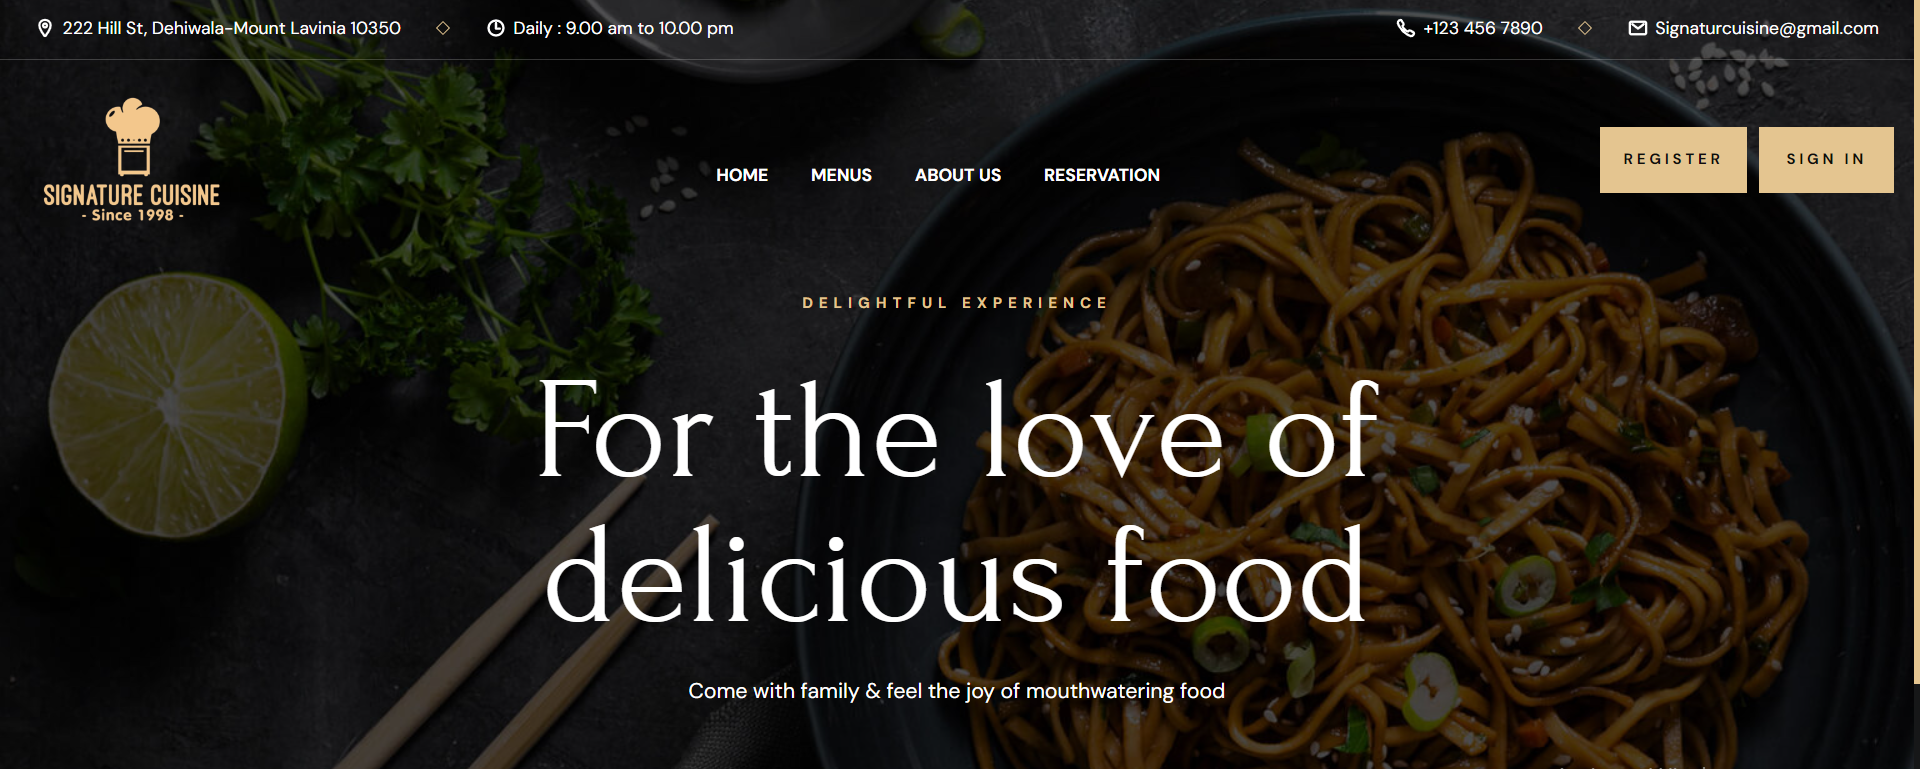 222 Hill St, Dehiwala-Mount Lavinia 10350
Daily : 9.00 am to 10.00 pm
+123 456 7890
Signaturcuisine@gmail.com
SIGNATURE CUISINE
- Since 1998 -
HOME
MENUS
ABOUT US
RESERVATION
REGISTER
SIGN IN
DELIGHTFUL EXPERIENCE
For the love of
delicious food
Come with family & feel the joy of mouthwatering food